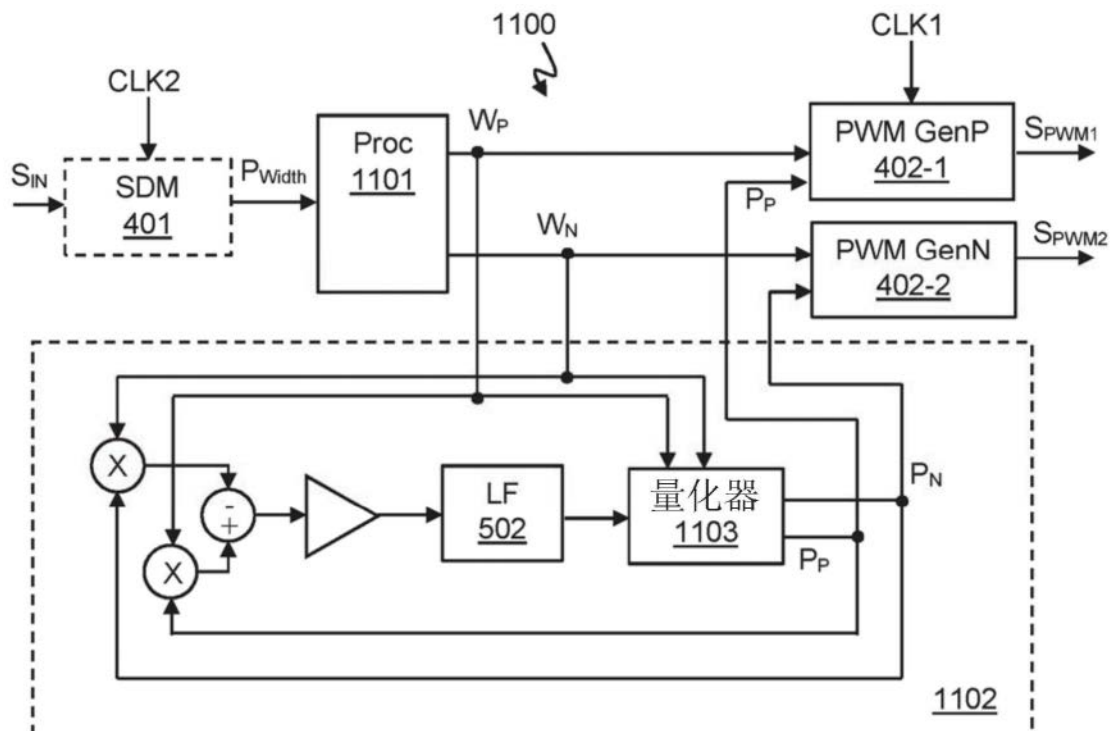 1100
CLK1
CLK2
W_P
Proc
1101
PWM GenP
402-1
S_PWM1
S_IN
SDM
401
P_Width
P_P
W_N
PWM GenN
402-2
S_PWM2
X
-
+
LF
502
量化器
1103
P_N
P_P
X
1102